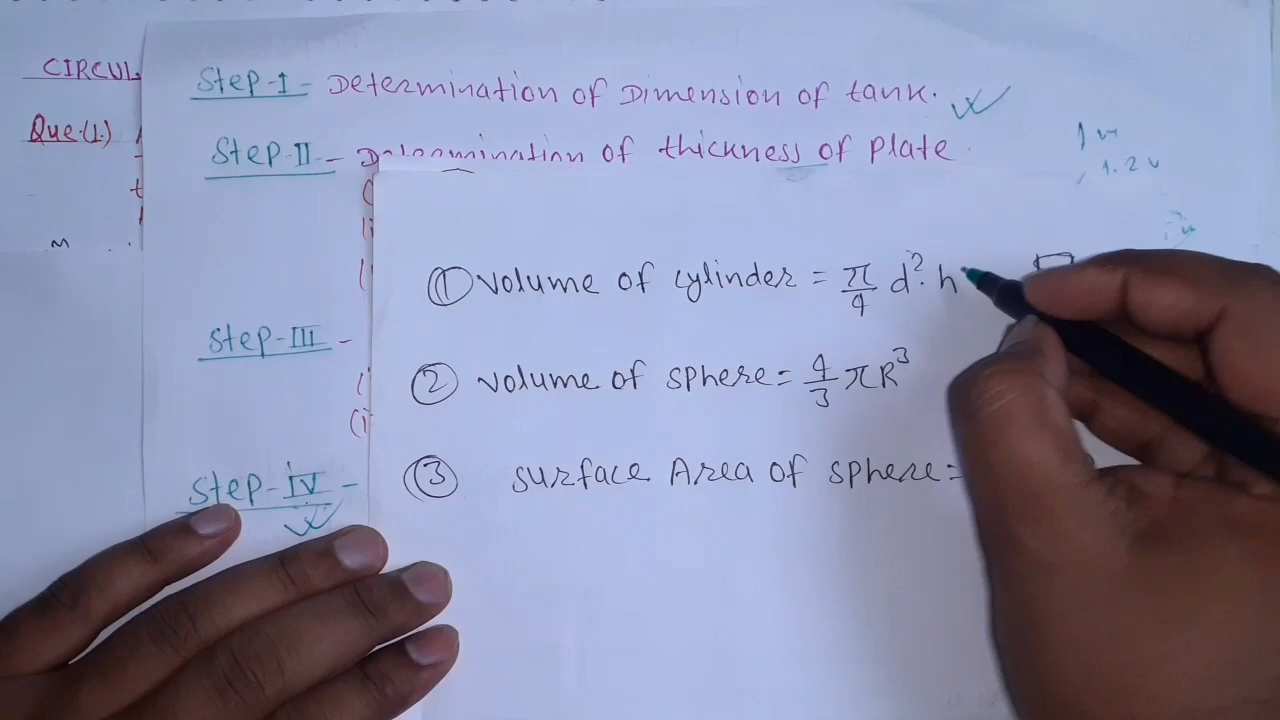 CIRCUL
Que.(1.)
m
Step-I - Determination of Dimension of tank.
Step-II - Determination of thickness of Plate
1.2
Step-III -
Step-IV -
① volume of cylinder = π/4 d². h
② volume of sphere = 4/3 πR³
③ surface Area of sphere =